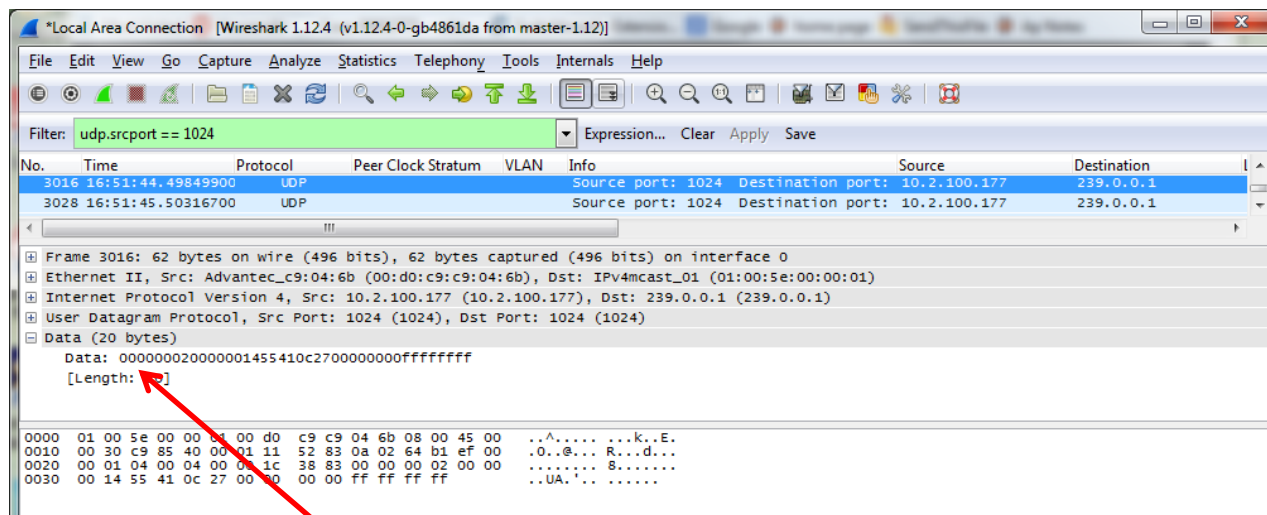 *Local Area Connection [Wireshark 1.12.4 (v1.12.4-0-gb4861da from master-1.12)]
File Edit View Go Capture Analyze Statistics Telephony Tools Internals Help
Filter: udp.srcport == 1024 Expression... Clear Apply Save
No. Time Protocol Peer Clock Stratum VLAN Info Source Destination L
3016 16:51:44.49849900 UDP Source port: 1024 Destination port: 10.2.100.177 239.0.0.1
3028 16:51:45.50316700 UDP Source port: 1024 Destination port: 10.2.100.177 239.0.0.1
Frame 3016: 62 bytes on wire (496 bits), 62 bytes captured (496 bits) on interface 0
Ethernet II, Src: Advantec_c9:04:6b (00:d0:c9:c9:04:6b), Dst: IPv4mcast_01 (01:00:5e:00:00:01)
Internet Protocol Version 4, Src: 10.2.100.177 (10.2.100.177), Dst: 239.0.0.1 (239.0.0.1)
User Datagram Protocol, Src Port: 1024 (1024), Dst Port: 1024 (1024)
Data (20 bytes)
Data: 000000020000001455410c2700000000ffffffff
[Length: ]
0000 01 00 5e 00 00 01 00 d0 c9 c9 04 6b 08 00 45 00 ..^..... ...k..E.
0010 00 30 c9 85 40 00 01 11 52 83 0a 02 64 b1 ef 00 .0..@... R...d...
0020 00 01 04 00 04 00 00 1c 38 83 00 00 00 02 00 00 ........ 8.......
0030 00 14 55 41 0c 27 00 00 00 00 ff ff ff ff ..UA.'.. ......